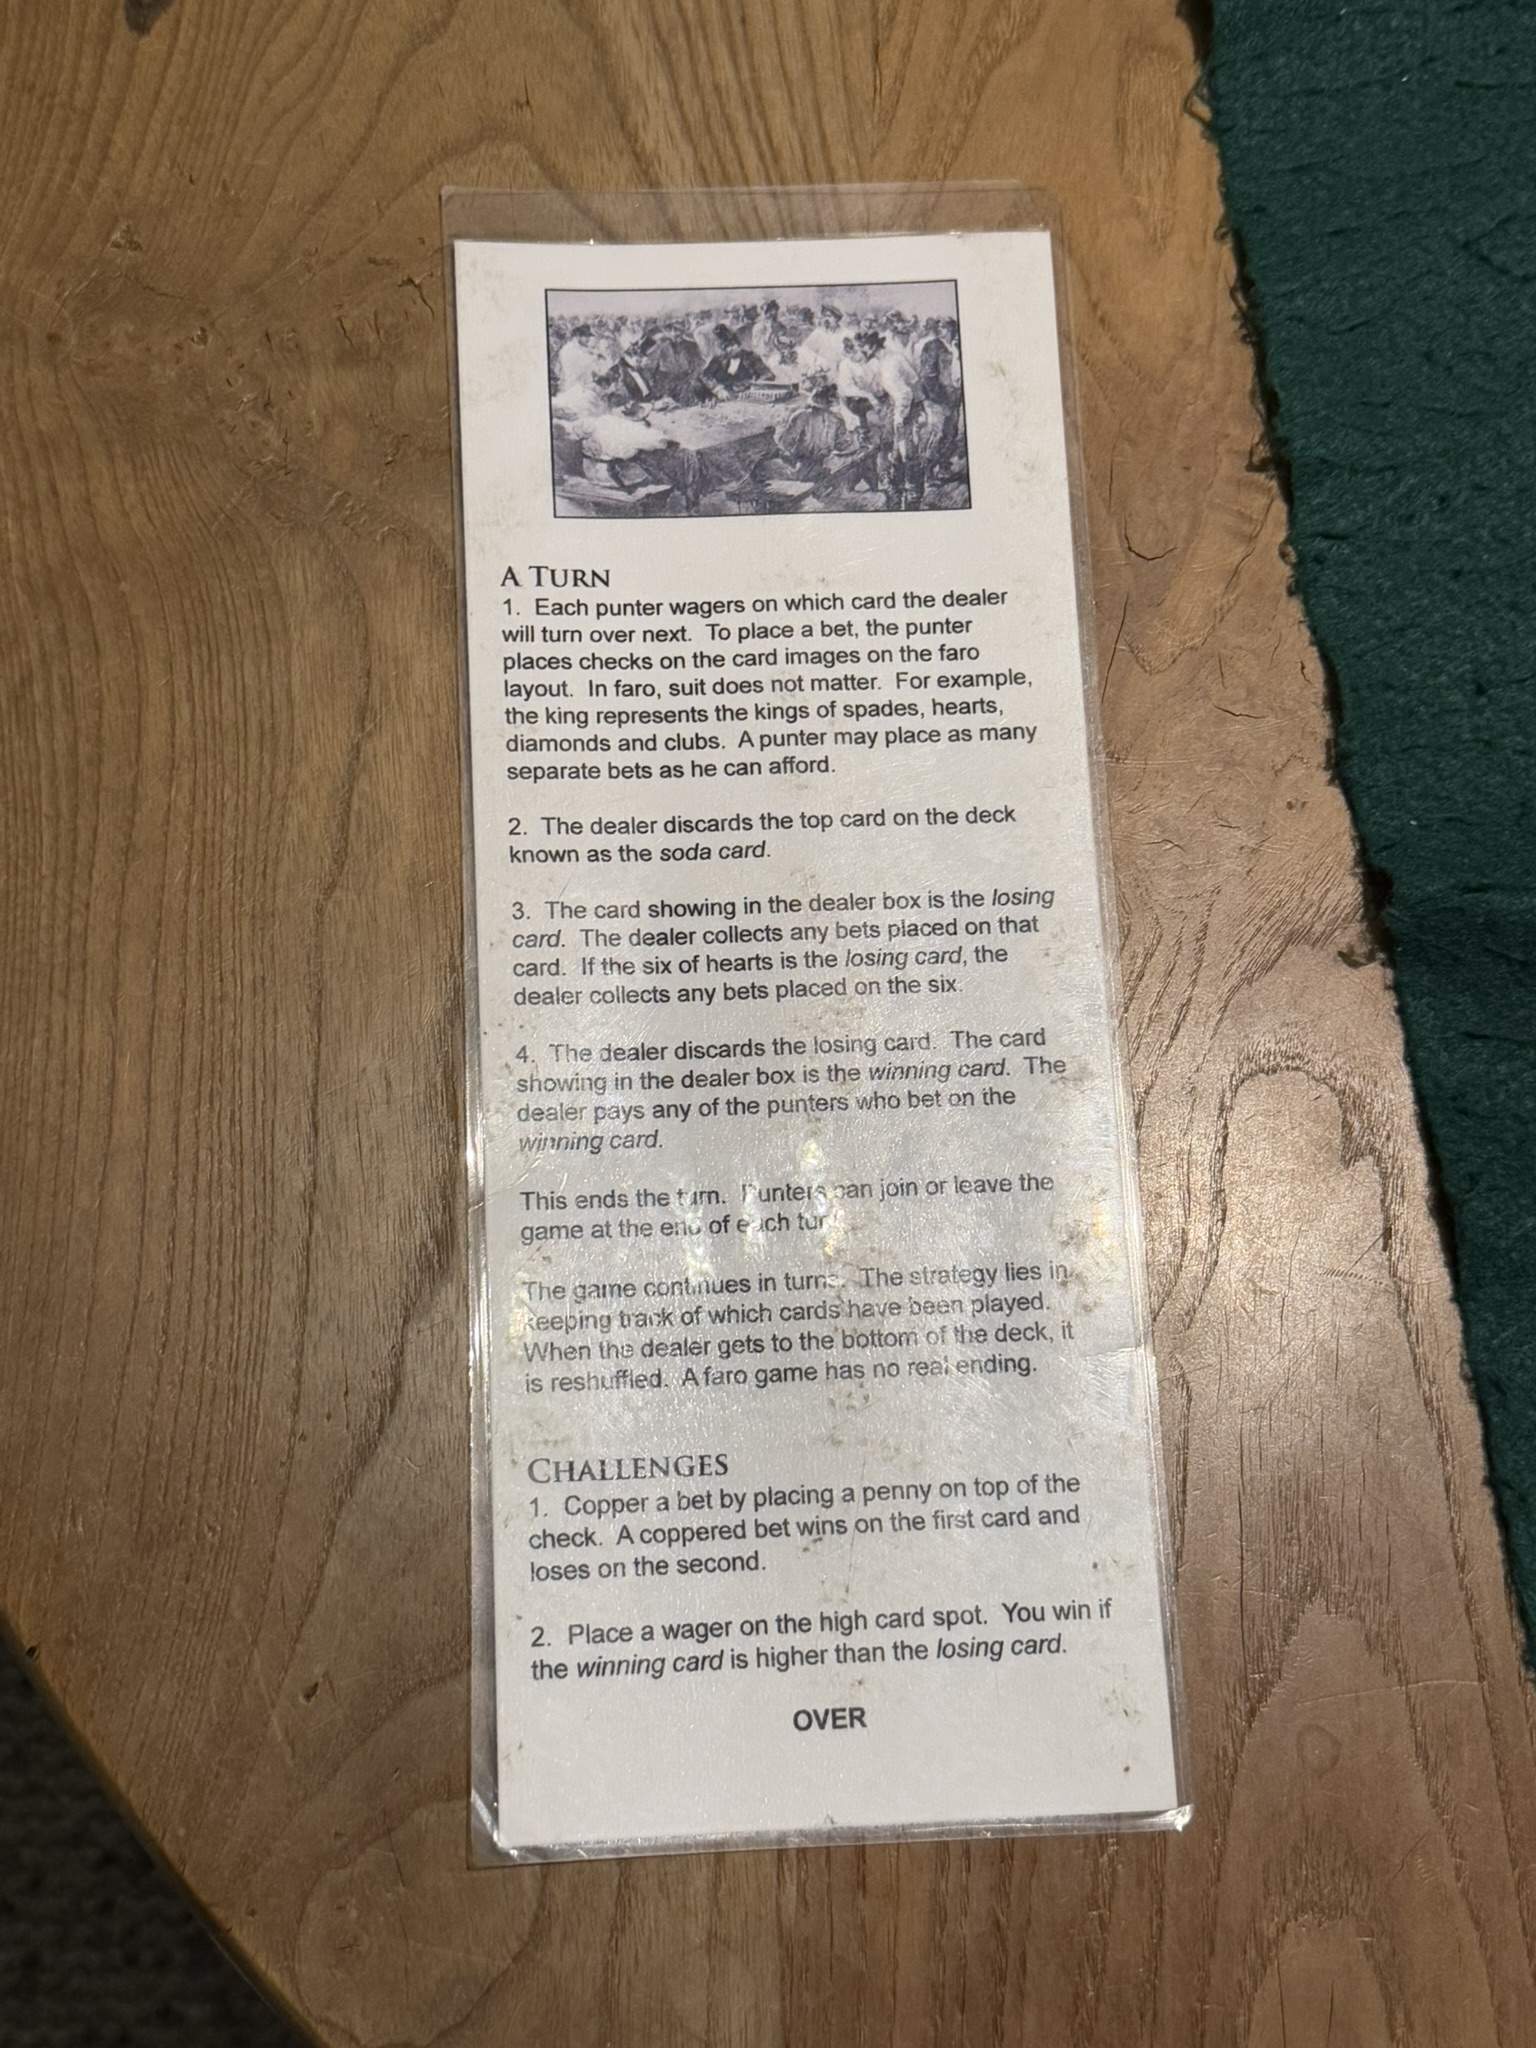 A TURN
1. Each punter wagers on which card the dealer
will turn over next. To place a bet, the punter
places checks on the card images on the faro
layout. In faro, suit does not matter. For example,
the king represents the kings of spades, hearts,
diamonds and clubs. A punter may place as many
separate bets as he can afford.
2. The dealer discards the top card on the deck
known as the soda card.
3. The card showing in the dealer box is the losing
card. The dealer collects any bets placed on that
card. If the six of hearts is the losing card, the
dealer collects any bets placed on the six.
4. The dealer discards the losing card. The card
showing in the dealer box is the winning card. The
dealer pays any of the punters who bet on the
winning card.
This ends the turn. Punters can join or leave the
game at the end of each turn.
The game continues in turns. The strategy lies in
keeping track of which cards have been played.
When the dealer gets to the bottom of the deck, it
is reshuffled. A faro game has no real ending.
CHALLENGES
1. Copper a bet by placing a penny on top of the
check. A coppered bet wins on the first card and
loses on the second.
2. Place a wager on the high card spot. You win if
the winning card is higher than the losing card.
OVER